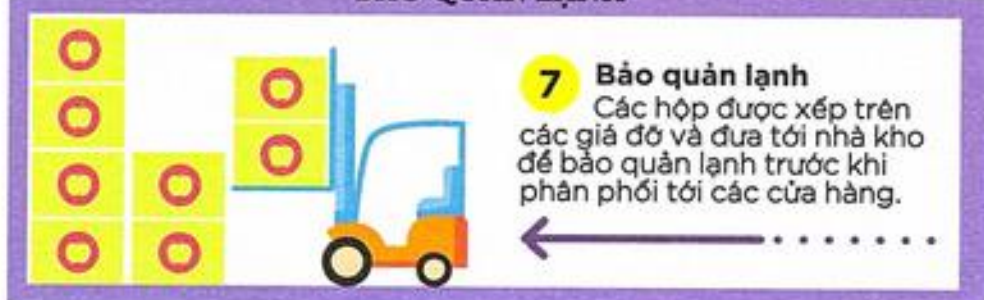 7 Bảo quản lạnh
Các hộp được xếp trên
các giá đỡ và đưa tới nhà kho
để bảo quản lạnh trước khi
phân phối tới các cửa hàng.